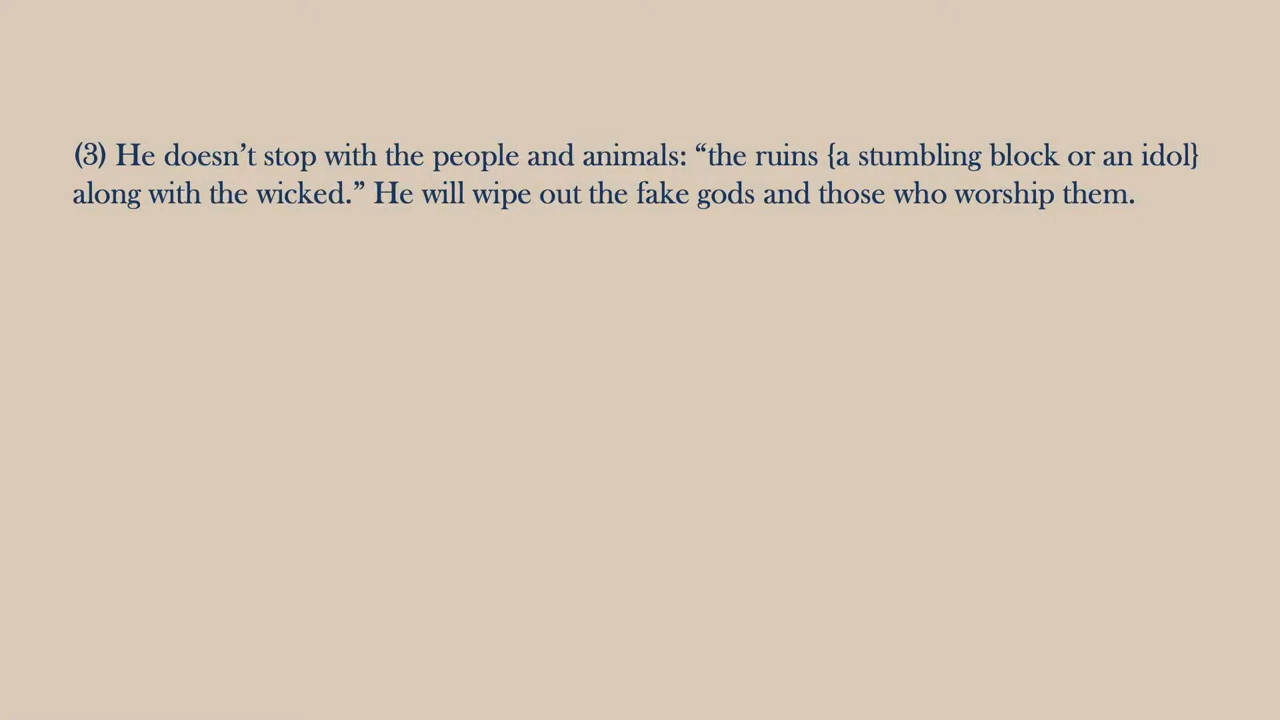 (3) He doesn’t stop with the people and animals: “the ruins {a stumbling block or an idol}
along with the wicked.” He will wipe out the fake gods and those who worship them.